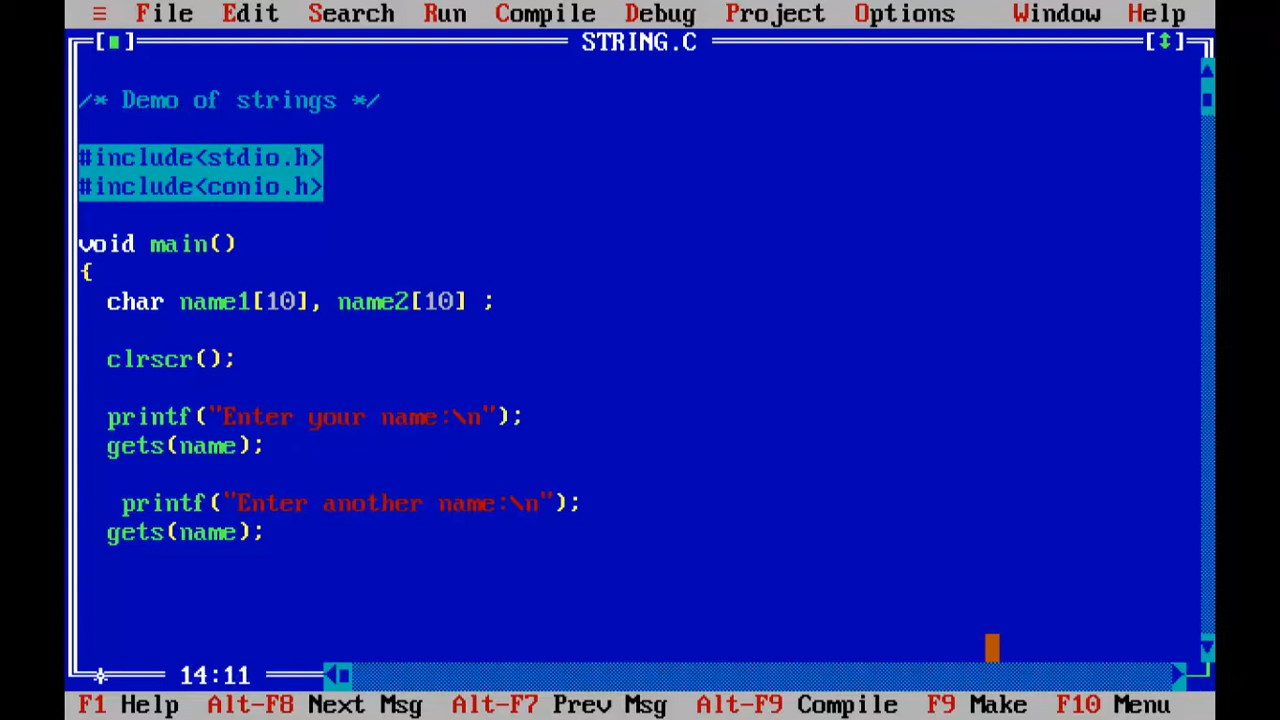 ≡ File Edit Search Run Compile Debug Project Options Window Help
[■] STRING.C [↕]
/* Demo of strings */
#include<stdio.h>
#include<conio.h>
void main()
{
char name1[10], name2[10] ;
clrscr();
printf("Enter your name:\n");
gets(name);
printf("Enter another name:\n");
gets(name);
14:11
F1 Help Alt-F8 Next Msg Alt-F7 Prev Msg Alt-F9 Compile F9 Make F10 Menu